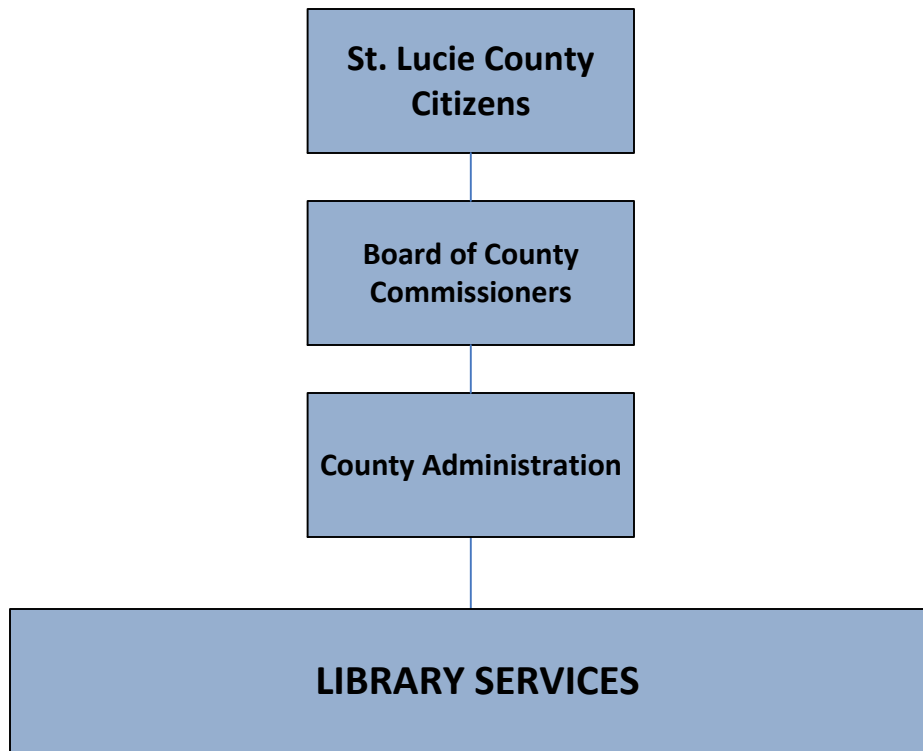 St. Lucie County
Citizens
Board of County
Commissioners
County Administration
LIBRARY SERVICES